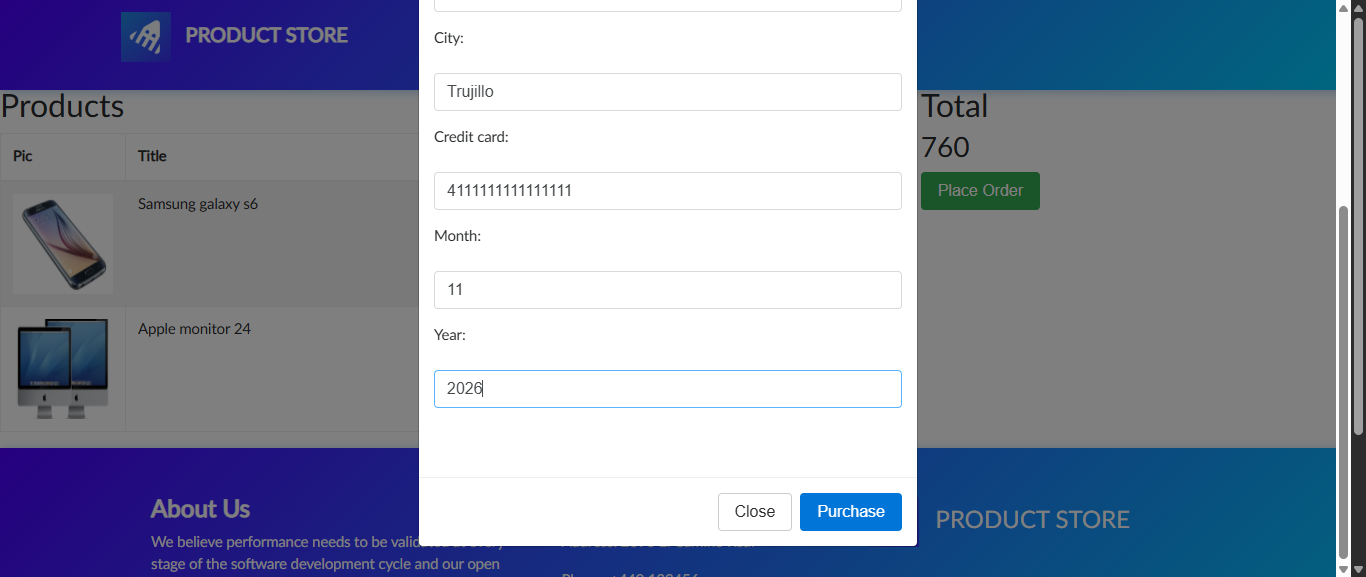 PRODUCT STORE
Products
Pic Title
Samsung galaxy s6
Apple monitor 24
City:
Trujillo
Credit card:
4111111111111111
Month:
11
Year:
2026
Close Purchase
Total
760
Place Order
About Us
We believe performance needs to be
stage of the software development cycle and our open
PRODUCT STORE